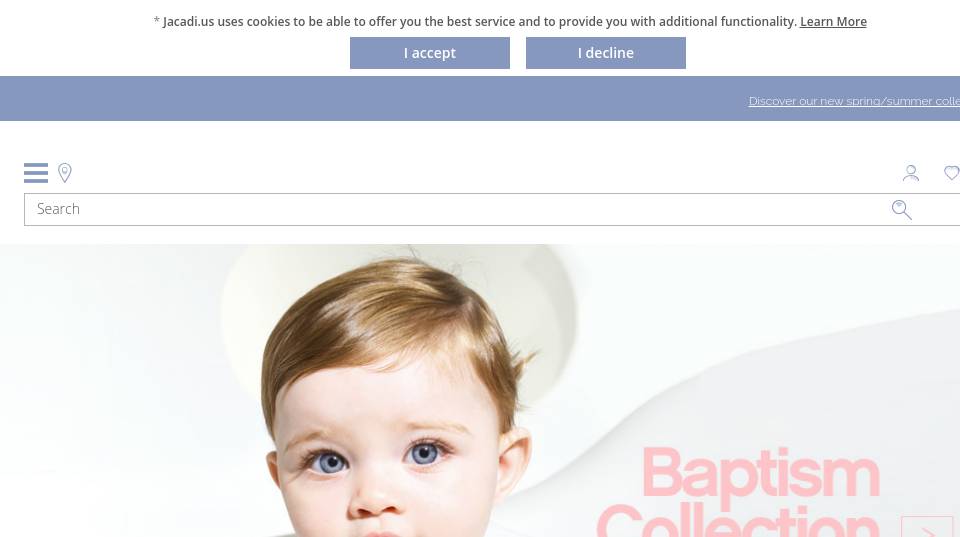 * Jacadi.us uses cookies to be able to offer you the best service and to provide you with additional functionality. Learn More
I accept
I decline
Discover our new spring/summer colle
Search
Baptism
Collection